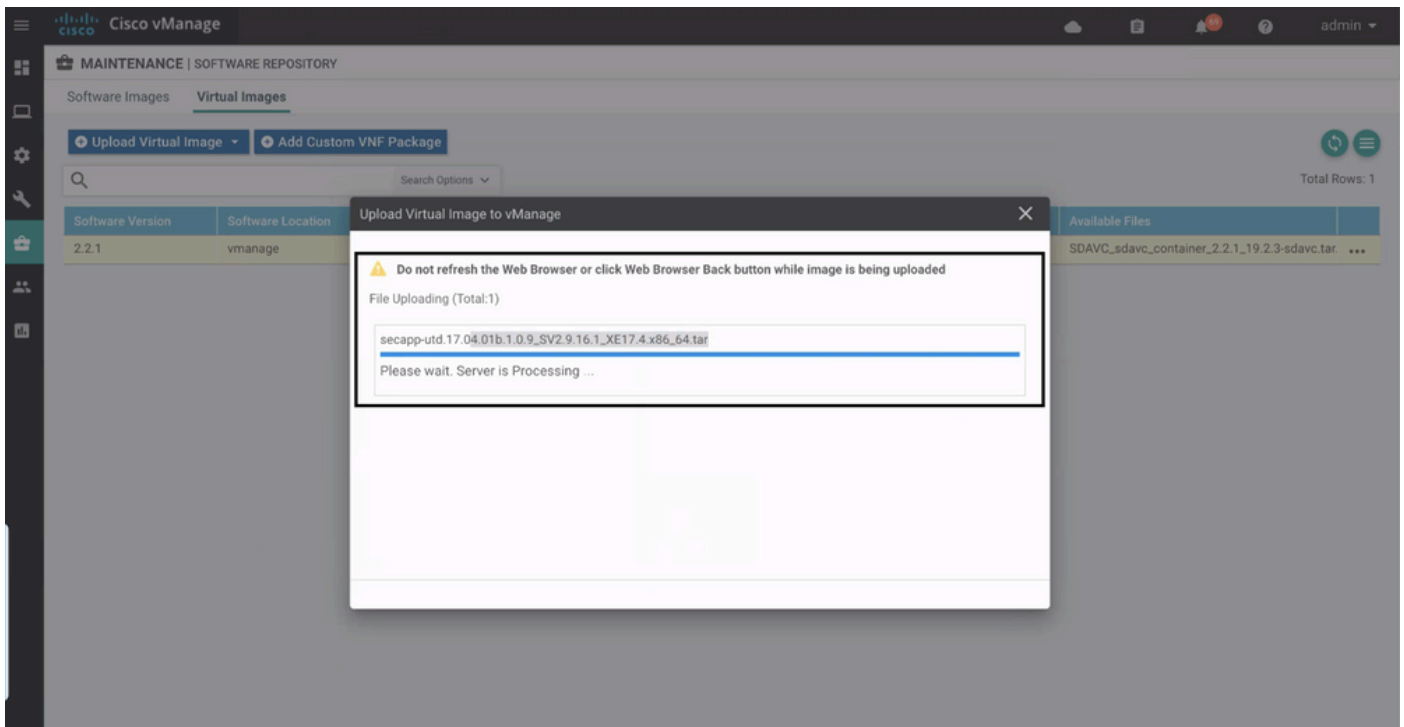 cisco Cisco vManage
69
admin
MAINTENANCE | SOFTWARE REPOSITORY
Software Images Virtual Images
Upload Virtual Image Add Custom VNF Package
Search Options
Total Rows: 1
Software Version Software Location Available Files
2.2.1 vmanage SDAVC_sdavc_container_2.2.1_19.2.3-sdavc.tar.
Upload Virtual Image to vManage
Do not refresh the Web Browser or click Web Browser Back button while image is being uploaded
File Uploading (Total:1)
secapp-utd.17.04.01b.1.0.9_SV2.9.16.1_XE17.4.x86_64.tar
Please wait. Server is Processing ...